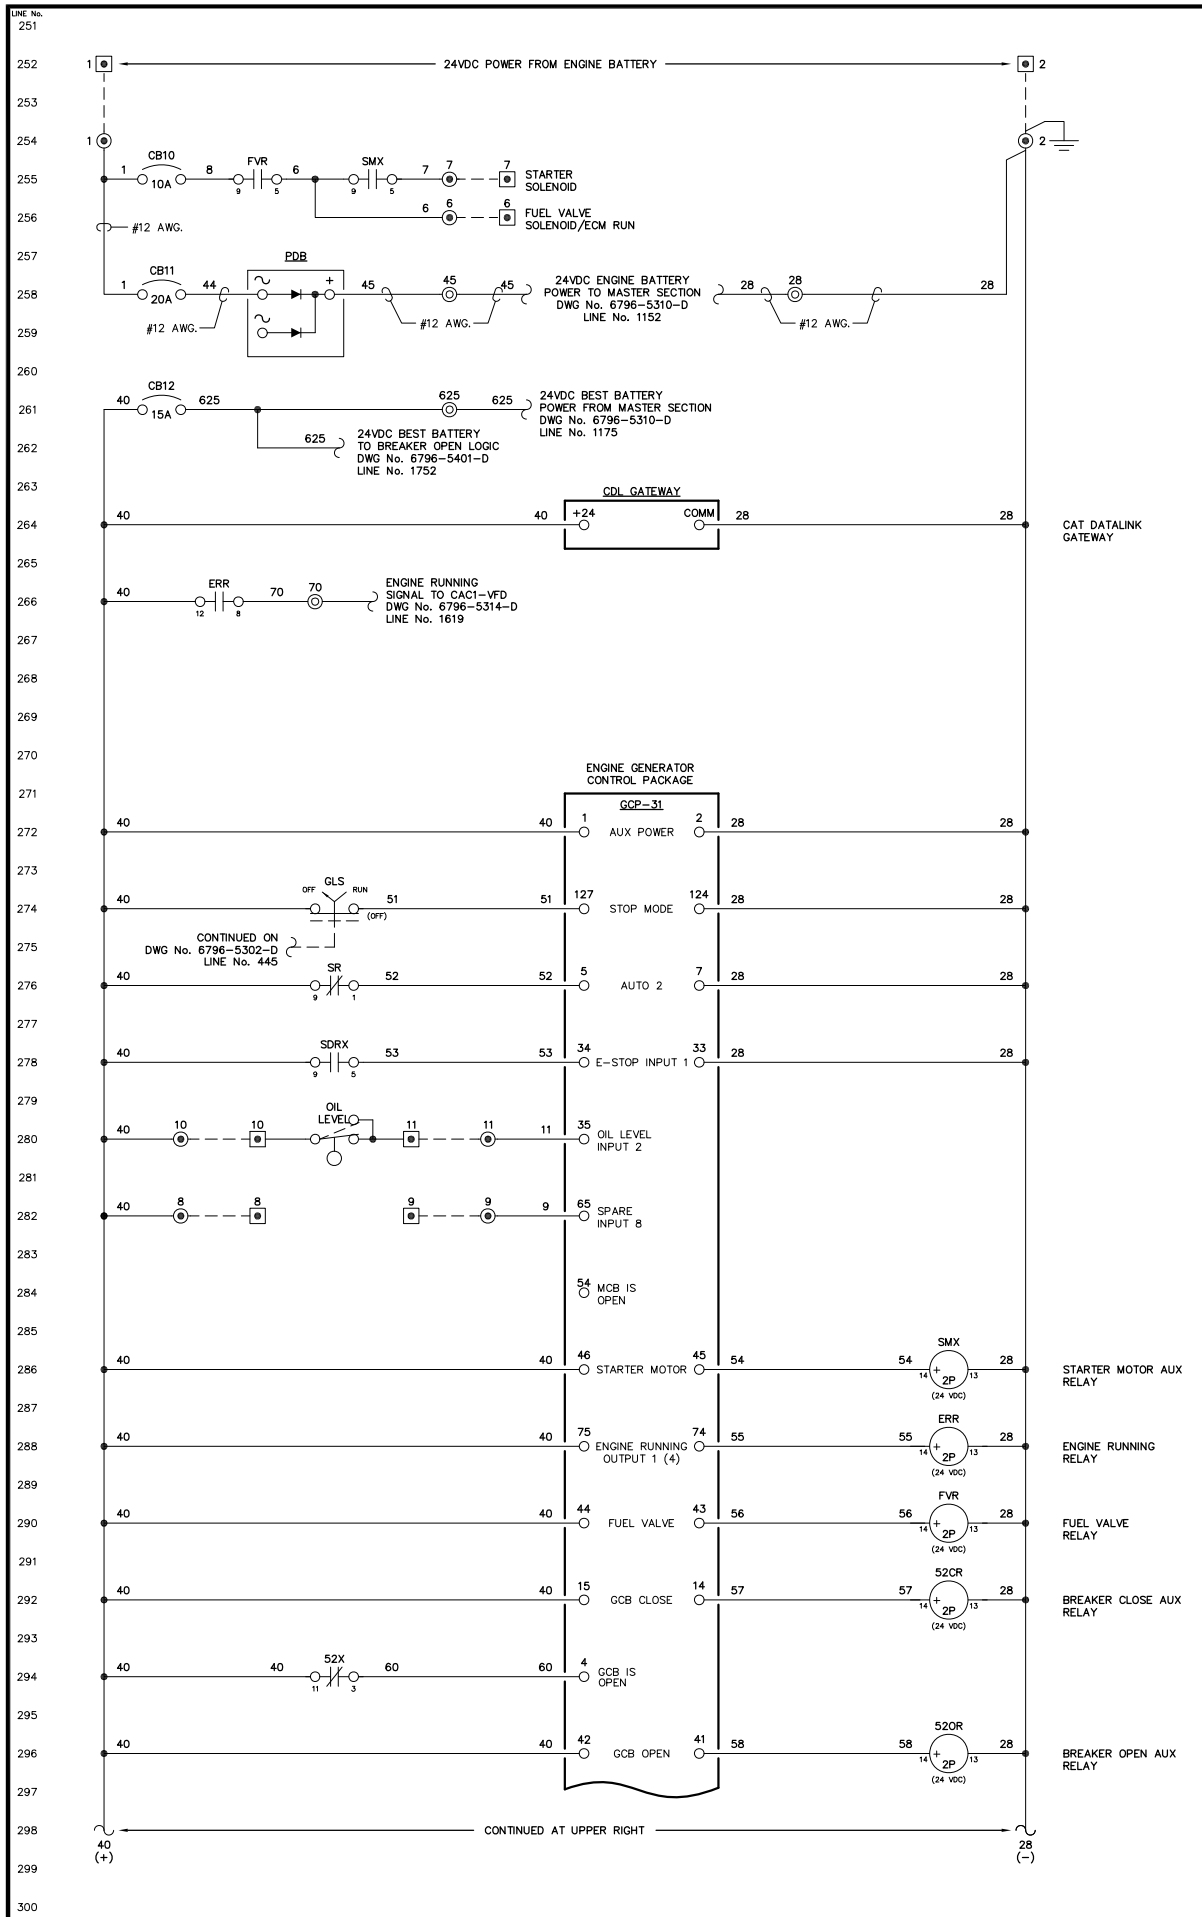 LINE No.
251
252
1
24VDC POWER FROM ENGINE BATTERY
2
253
254
1
2
CB10
FVR
SMX
255
1
10A
8
9
5
6
9
5
7
7
7
STARTER
SOLENOID
256
#12 AWG.
6
6
6
FUEL VALVE
SOLENOID/ECM RUN
257
PDB
CB11
258
1
20A
44
+
45
45
45
24VDC ENGINE BATTERY
POWER TO MASTER SECTION
DWG No. 6796-5310-D
LINE No. 1152
28
28
28
259
#12 AWG.
#12 AWG.
#12 AWG.
260
CB12
261
40
15A
625
625
625
24VDC BEST BATTERY
POWER FROM MASTER SECTION
DWG No. 6796-5310-D
LINE No. 1175
262
625
24VDC BEST BATTERY
TO BREAKER OPEN LOGIC
DWG No. 6796-5401-D
LINE No. 1752
263
CDL GATEWAY
264
40
40
+24
COMM
28
28
CAT DATALINK
GATEWAY
265
ERR
266
40
12
8
70
70
ENGINE RUNNING
SIGNAL TO CAC1-VFD
DWG No. 6796-5314-D
LINE No. 1619
267
268
269
270
ENGINE GENERATOR
CONTROL PACKAGE
271
GCP-31
272
40
40
1
AUX POWER
2
28
28
273
GLS
OFF
RUN
274
40
51
(OFF)
51
127
STOP MODE
124
28
28
275
CONTINUED ON
DWG No. 6796-5302-D
LINE No. 445
SR
276
40
9
1
52
52
5
AUTO 2
7
28
28
277
SDRX
278
40
9
5
53
53
34
E-STOP INPUT 1
33
28
28
279
OIL
LEVEL
280
40
10
10
11
11
11
35
OIL LEVEL
INPUT 2
281
282
40
8
8
9
9
9
65
SPARE
INPUT 8
283
284
54
MCB IS
OPEN
285
SMX
286
40
40
46
STARTER MOTOR
45
54
54
14
+
2P
13
(24 VDC)
28
STARTER MOTOR AUX
RELAY
287
ERR
288
40
40
75
ENGINE RUNNING
OUTPUT 1 (4)
74
55
55
14
+
2P
13
(24 VDC)
28
ENGINE RUNNING
RELAY
289
FVR
290
40
40
44
FUEL VALVE
43
56
56
14
+
2P
13
(24 VDC)
28
FUEL VALVE
RELAY
291
52CR
292
40
40
15
GCB CLOSE
14
57
57
14
+
2P
13
(24 VDC)
28
BREAKER CLOSE AUX
RELAY
293
52X
294
40
40
11
3
60
60
4
GCB IS
OPEN
295
52OR
296
40
40
42
GCB OPEN
41
58
58
14
+
2P
13
(24 VDC)
28
BREAKER OPEN AUX
RELAY
297
298
CONTINUED AT UPPER RIGHT
40
(+)
28
(-)
299
300